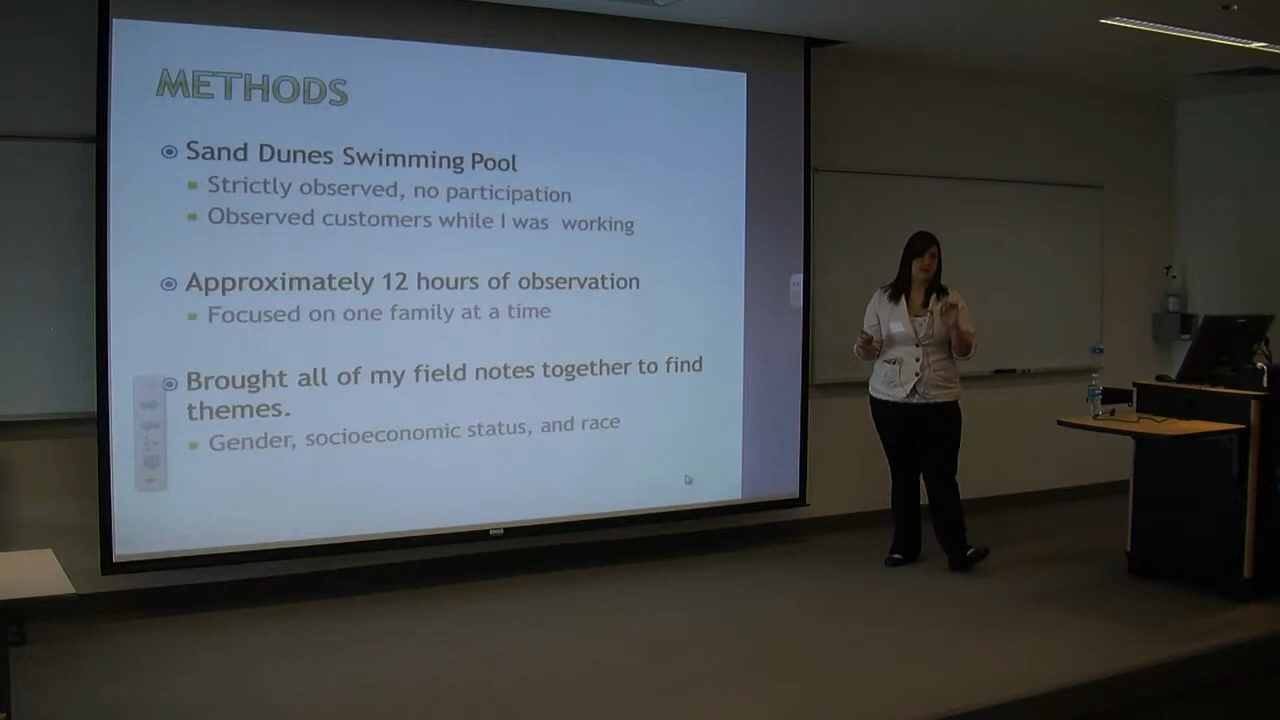 METHODS
Sand Dunes Swimming Pool
Strictly observed, no participation
Observed customers while I was working
Approximately 12 hours of observation
Focused on one family at a time
Brought all of my field notes together to find
themes.
Gender, socioeconomic status, and race